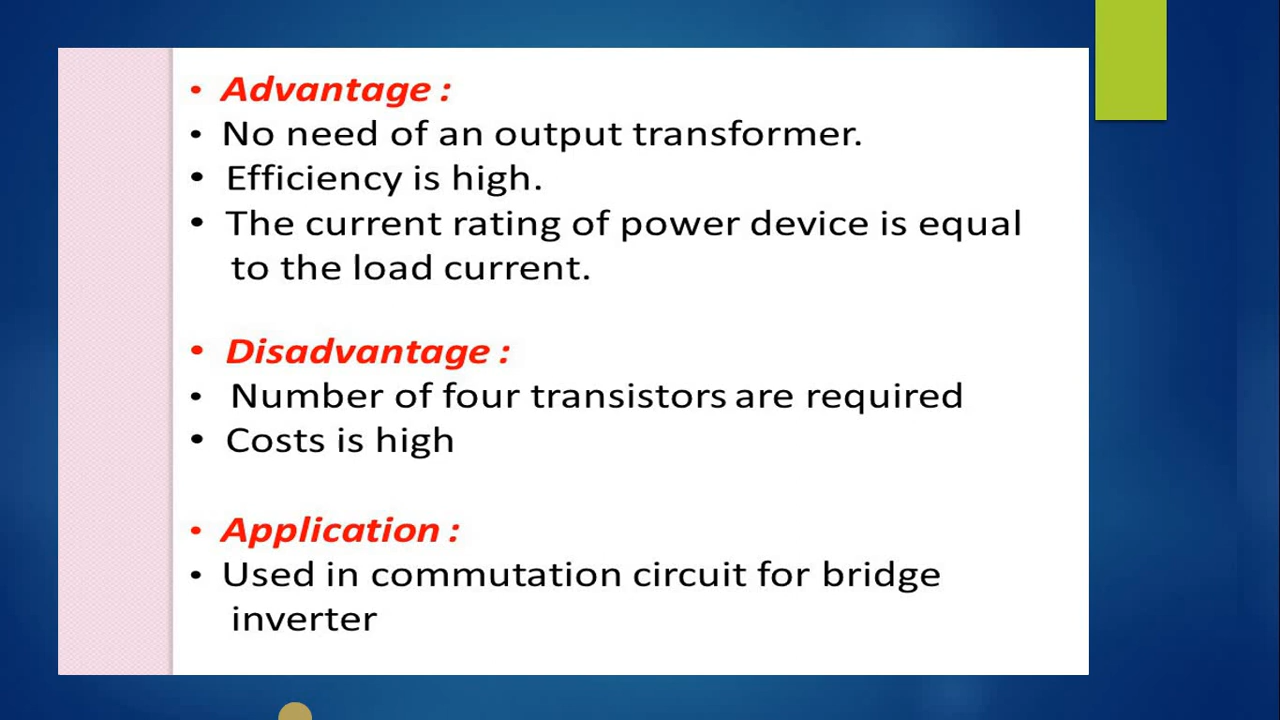 • Advantage :
• No need of an output transformer.
• Efficiency is high.
• The current rating of power device is equal
to the load current.
• Disadvantage :
• Number of four transistors are required
• Costs is high
• Application :
• Used in commutation circuit for bridge
inverter